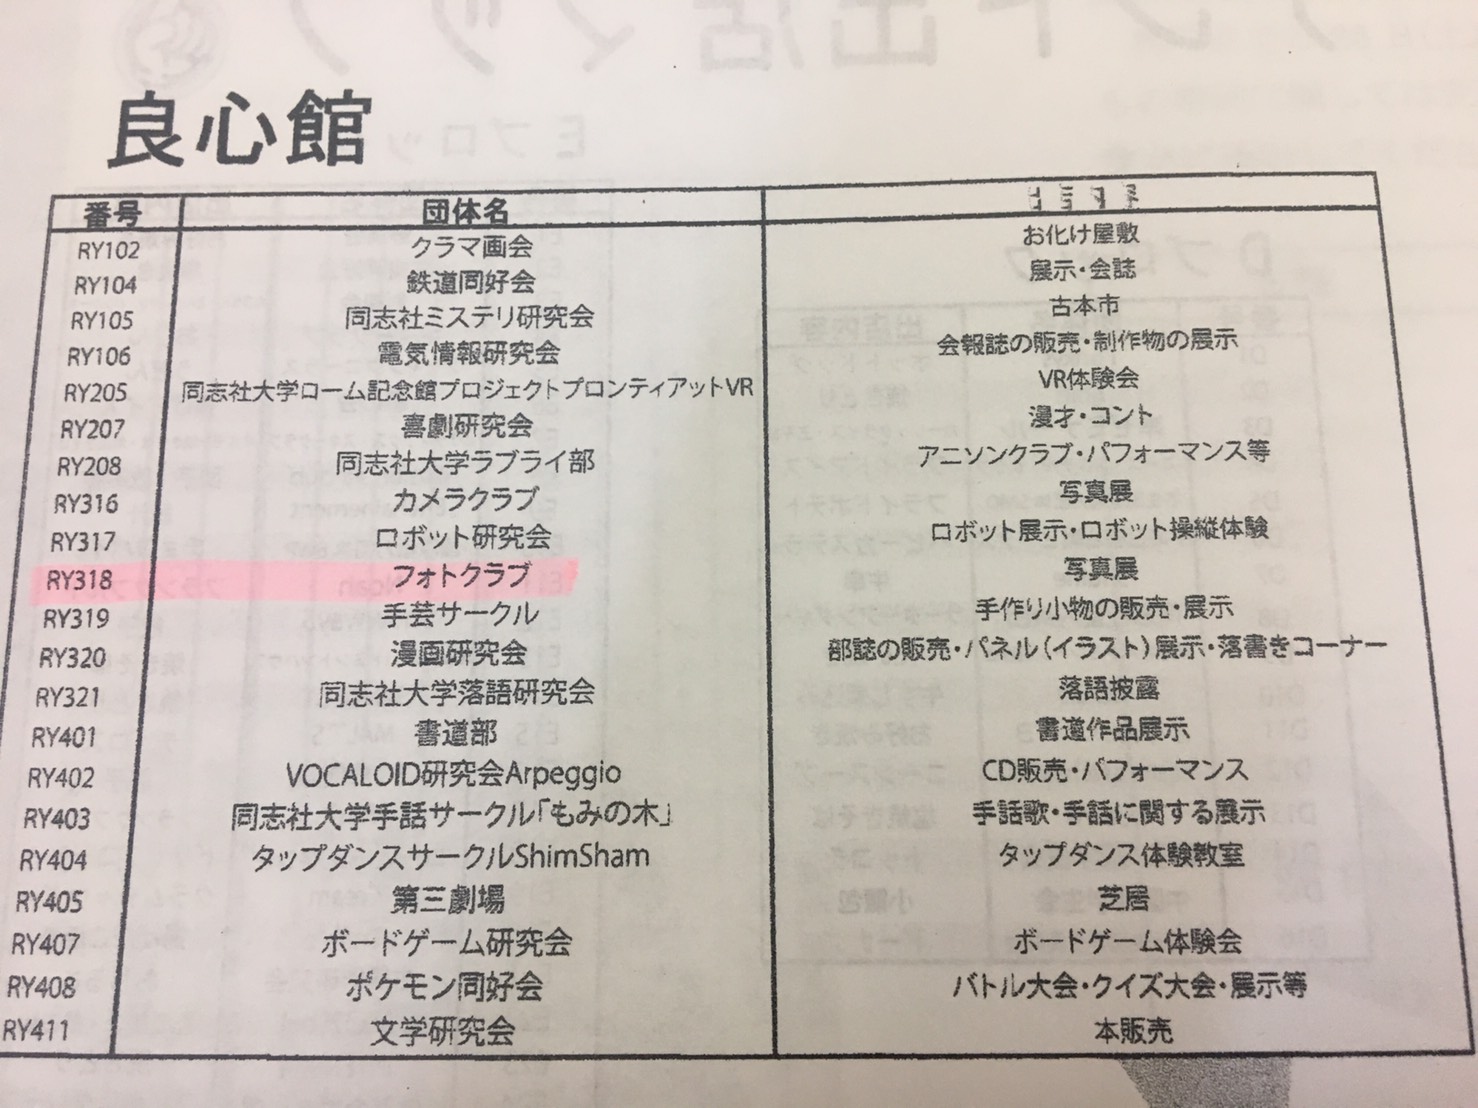 良心館
番号 団体名
RY102 クラマ画会 お化け屋敷
RY104 鉄道同好会 展示・会誌
RY105 同志社ミステリ研究会 古本市
RY106 電気情報研究会 会報誌の販売・制作物の展示
RY205 同志社大学ローム記念館プロジェクトプロンティアットVR VR体験会
RY207 喜劇研究会 漫才・コント
RY208 同志社大学ラブライ部 アニソンクラブ・パフォーマンス等
RY316 カメラクラブ 写真展
RY317 ロボット研究会 ロボット展示・ロボット操縦体験
RY318 フォトクラブ 写真展
RY319 手芸サークル 手作り小物の販売・展示
RY320 漫画研究会 部誌の販売・パネル(イラスト)展示・落書きコーナー
RY321 同志社大学落語研究会 落語披露
RY401 書道部 書道作品展示
RY402 VOCALOID研究会Arpeggio CD販売・パフォーマンス
RY403 同志社大学手話サークル「もみの木」 手話歌・手話に関する展示
RY404 タップダンスサークルShimSham タップダンス体験教室
RY405 第三劇場 芝居
RY407 ボードゲーム研究会 ボードゲーム体験会
RY408 ポケモン同好会 バトル大会・クイズ大会・展示等
RY411 文学研究会 本販売